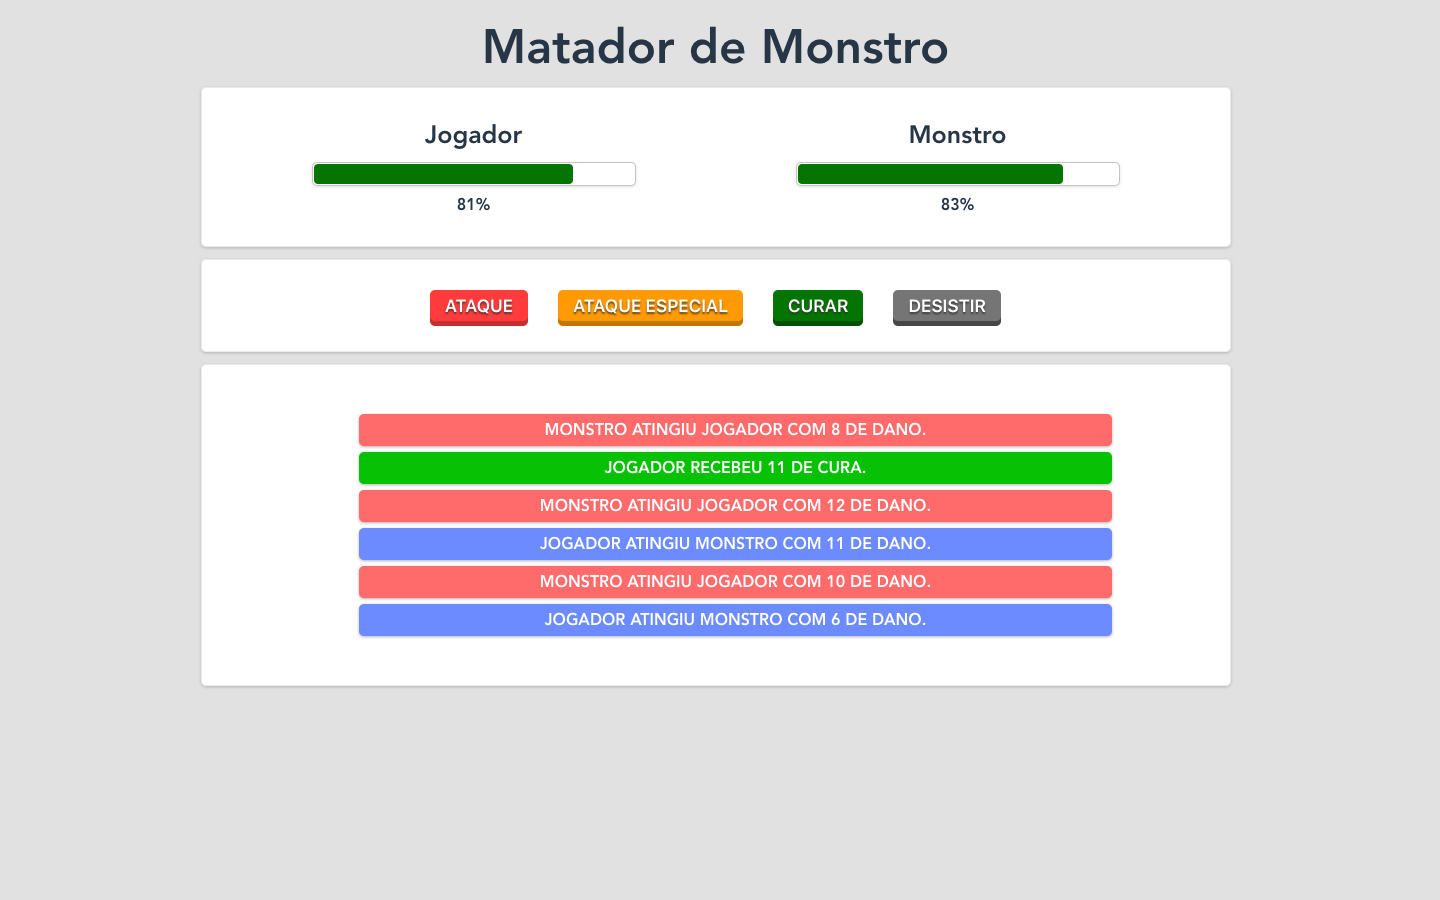 Matador de Monstro
Jogador
Monstro
81%
83%
ATAQUE
ATAQUE ESPECIAL
CURAR
DESISTIR
MONSTRO ATINGIU JOGADOR COM 8 DE DANO.
JOGADOR RECEBEU 11 DE CURA.
MONSTRO ATINGIU JOGADOR COM 12 DE DANO.
JOGADOR ATINGIU MONSTRO COM 11 DE DANO.
MONSTRO ATINGIU JOGADOR COM 10 DE DANO.
JOGADOR ATINGIU MONSTRO COM 6 DE DANO.